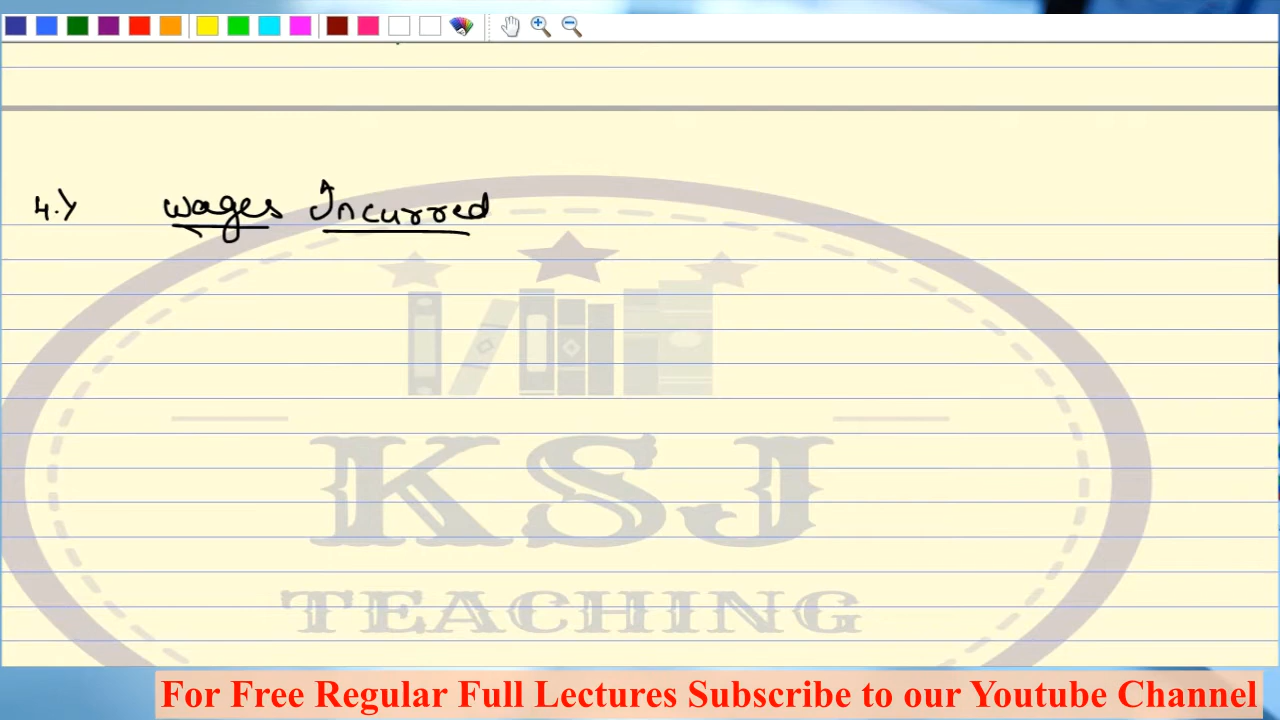 4.) Wages Incurred
KSJ
TEACHING
For Free Regular Full Lectures Subscribe to our Youtube Channel